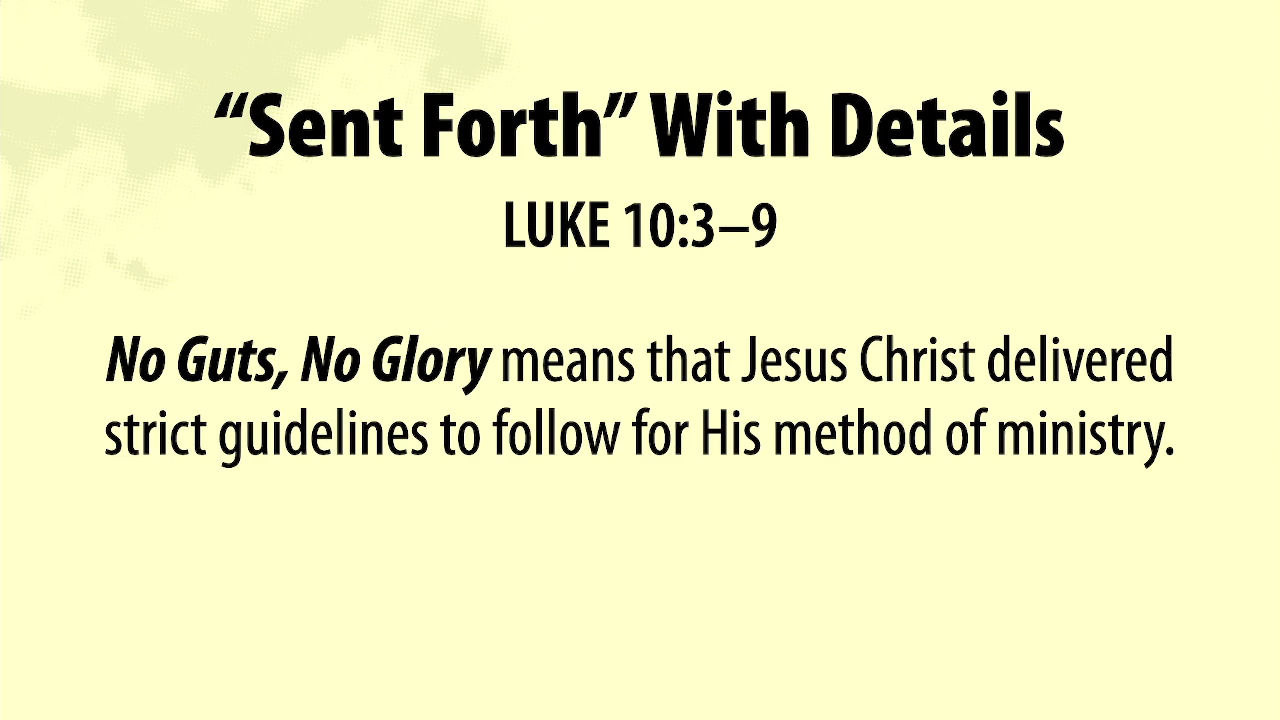 “Sent Forth” With Details
LUKE 10:3–9
No Guts, No Glory means that Jesus Christ delivered
strict guidelines to follow for His method of ministry.